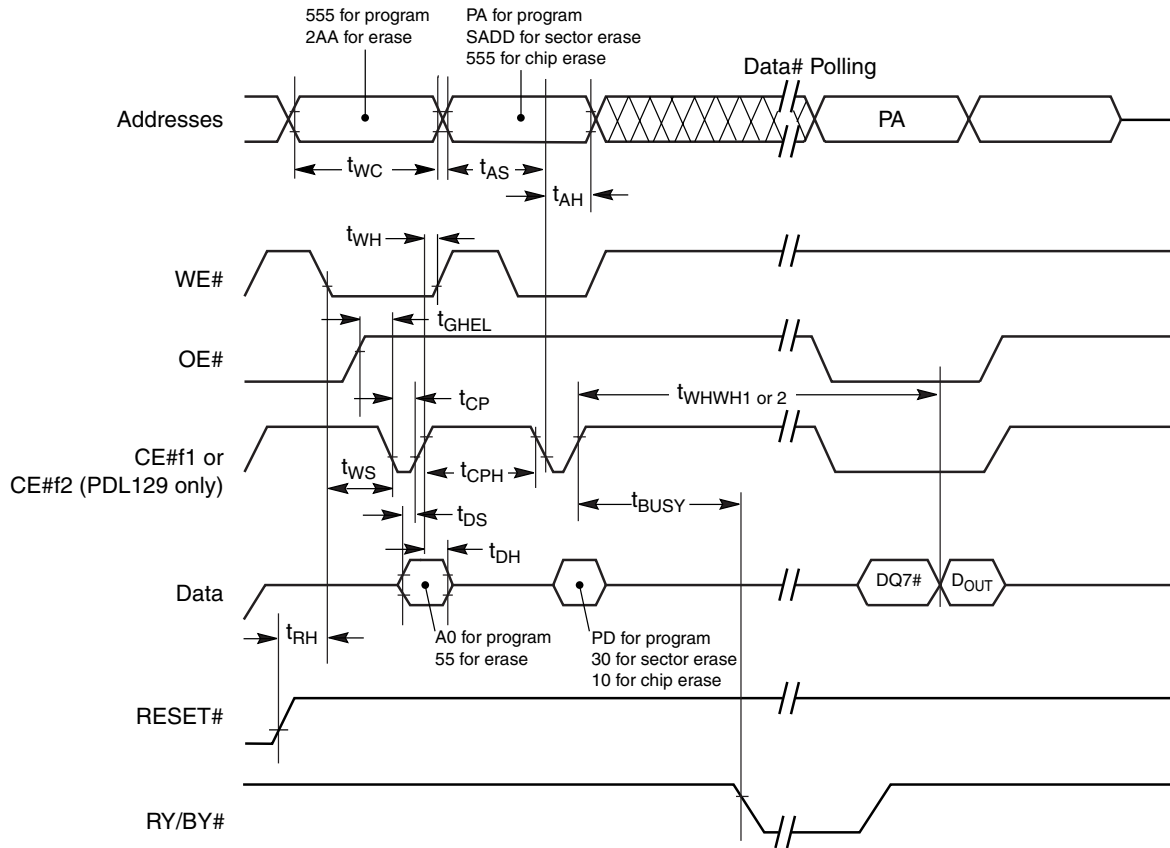 555 for program
2AA for erase
PA for program
SADD for sector erase
555 for chip erase
Data# Polling
Addresses
PA
tWC
tAS
tAH
tWH
WE#
tGHEL
OE#
tWHWH1 or 2
tCP
CE#f1 or
CE#f2 (PDL129 only)
tWS
tCPH
tBUSY
tDS
tDH
Data
DQ7#
DOUT
tRH
A0 for program
55 for erase
PD for program
30 for sector erase
10 for chip erase
RESET#
RY/BY#